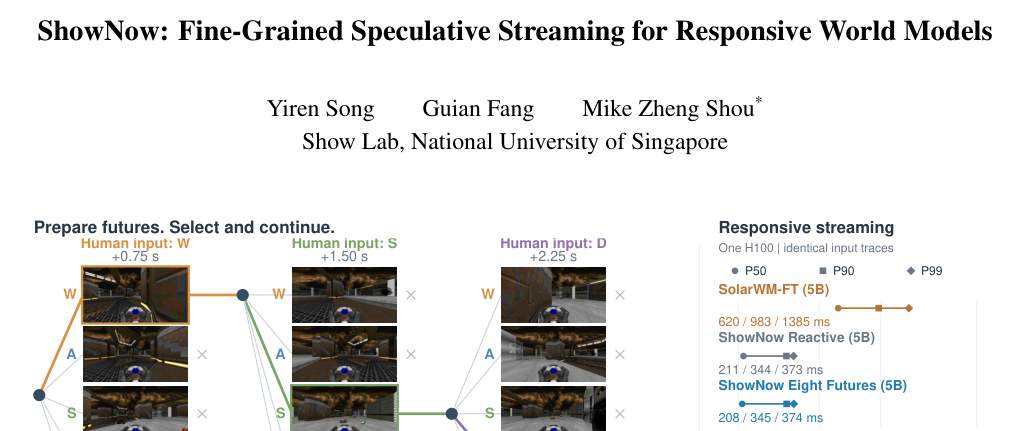 ShowNow: Fine-Grained Speculative Streaming for Responsive World Models
Yiren Song Guian Fang Mike Zheng Shou*
Show Lab, National University of Singapore
Prepare futures. Select and continue.
Human input: W
+0.75 s
Human input: S
+1.50 s
Human input: D
+2.25 s
W
A
S
W
A
S
W
A
S
Responsive streaming
One H100 | identical input traces
P50 P90 P99
SolarWM-FT (5B)
620 / 983 / 1385 ms
ShowNow Reactive (5B)
211 / 344 / 373 ms
ShowNow Eight Futures (5B)
208 / 345 / 374 ms